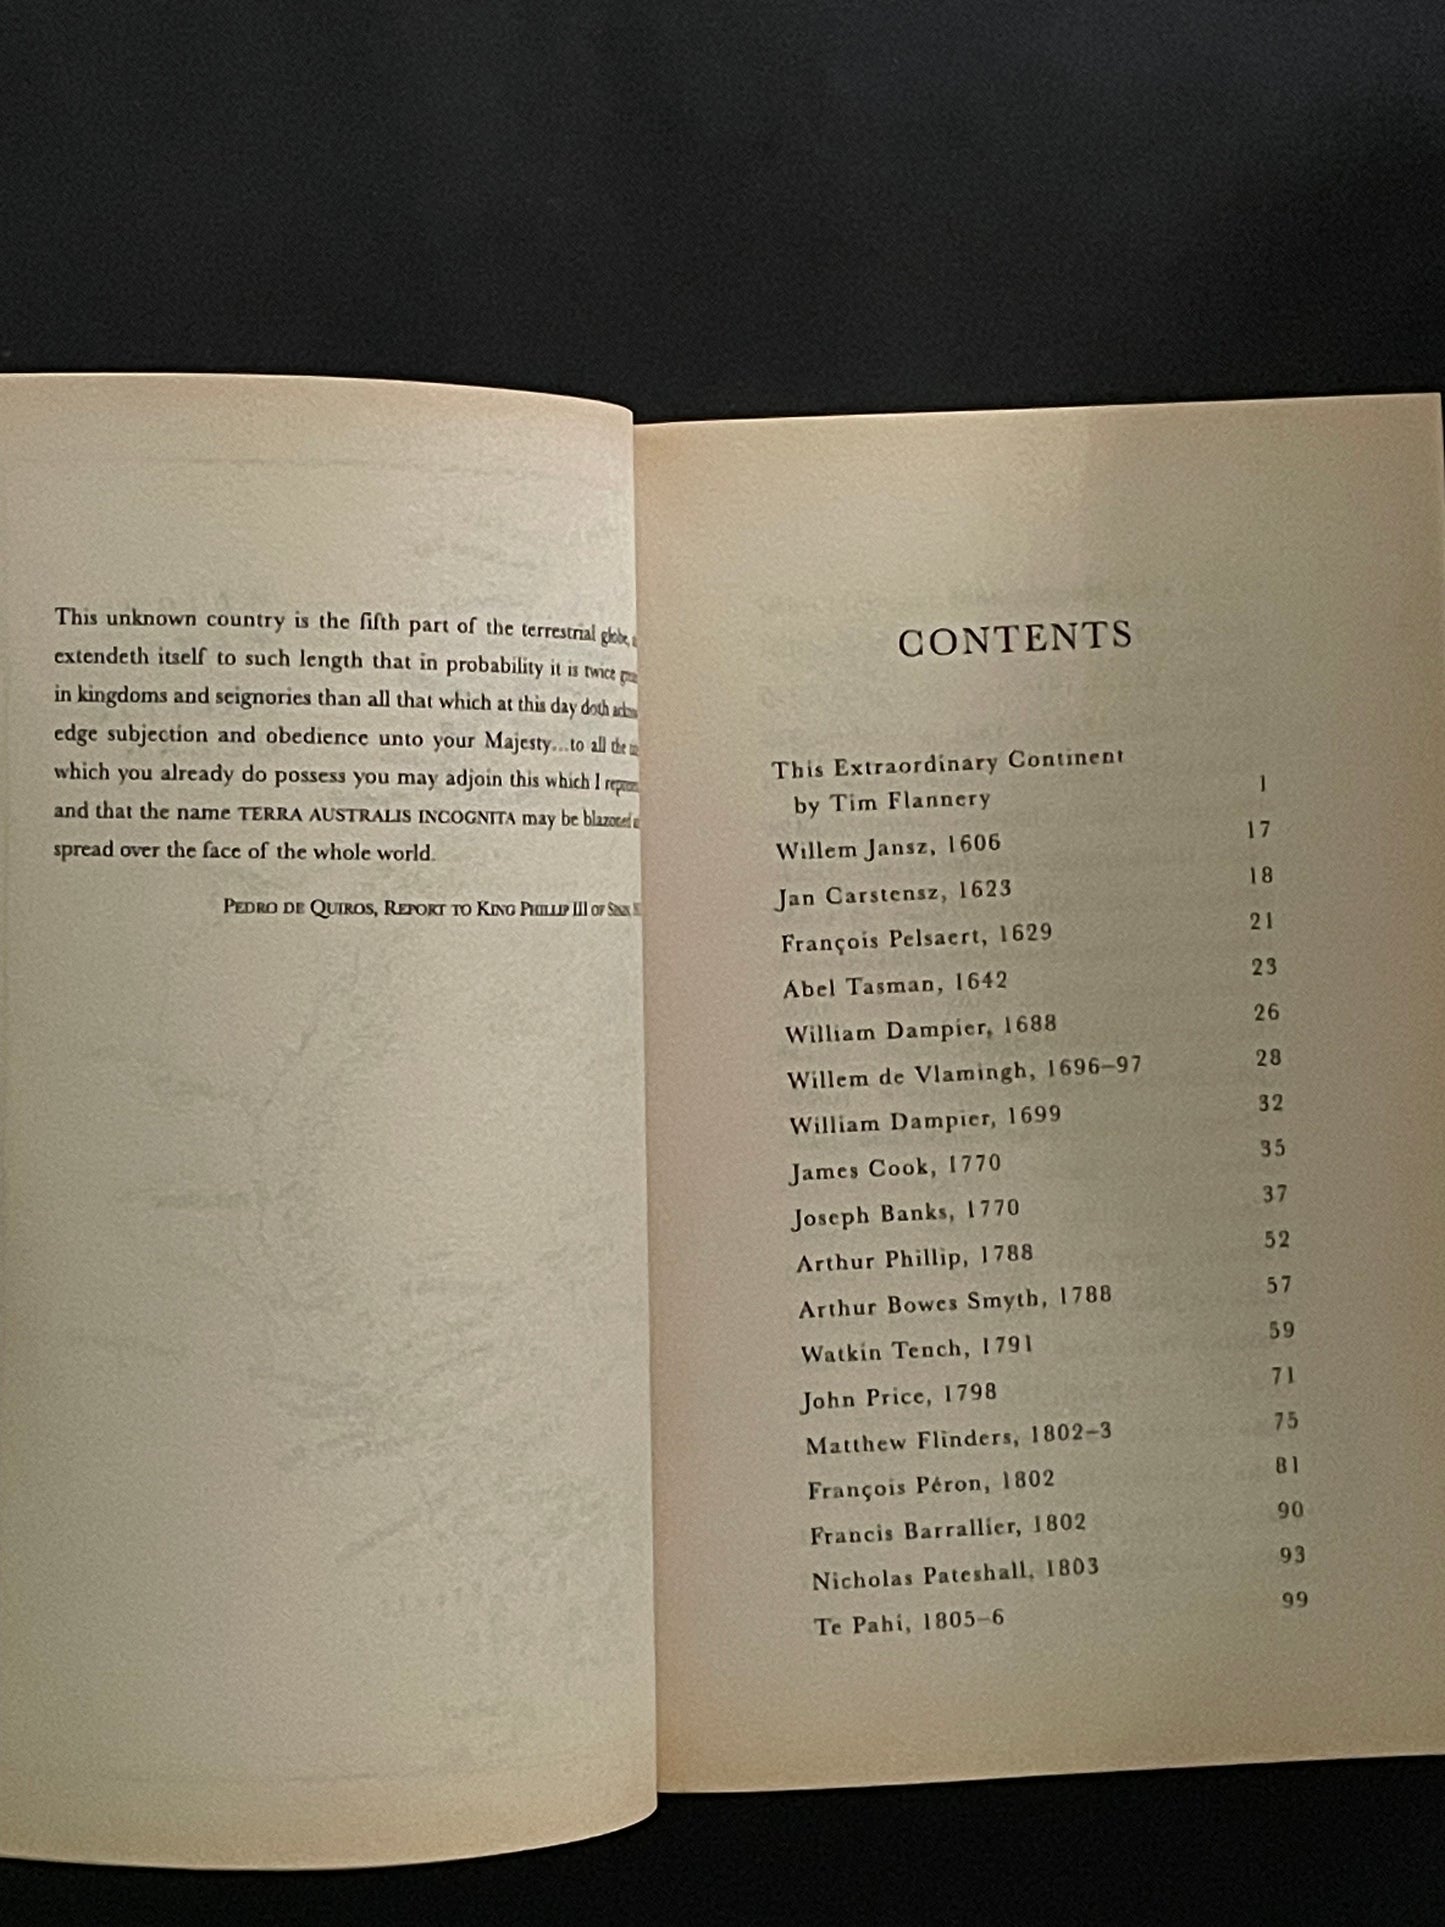 This unknown country is the fifth part of the terrestrial globe,
extendeth itself to such length that in probability it is twice
in kingdoms and seignories than all that which at this day doth
edge subjection and obedience unto your Majesty...to all the
which you already do possess you may adjoin this which I
and that the name TERRA AUSTRALIS INCOGNITA may be blazoned
spread over the face of the whole world.
PEDRO DE QUIROS, REPORT TO KING PHILLIP III OF
CONTENTS
This Extraordinary Continent
by Tim Flannery 1
Willem Jansz, 1606 17
Jan Carstensz, 1623 18
François Pelsaert, 1629 21
Abel Tasman, 1642 23
William Dampier, 1688 26
Willem de Vlamingh, 1696–97 28
William Dampier, 1699 32
James Cook, 1770 35
Joseph Banks, 1770 37
Arthur Phillip, 1788 52
Arthur Bowes Smyth, 1788 57
Watkin Tench, 1791 59
John Price, 1798 71
Matthew Flinders, 1802–3 75
François Péron, 1802 81
Francis Barrallier, 1802 90
Nicholas Pateshall, 1803 93
Te Pahi, 1805–6 99